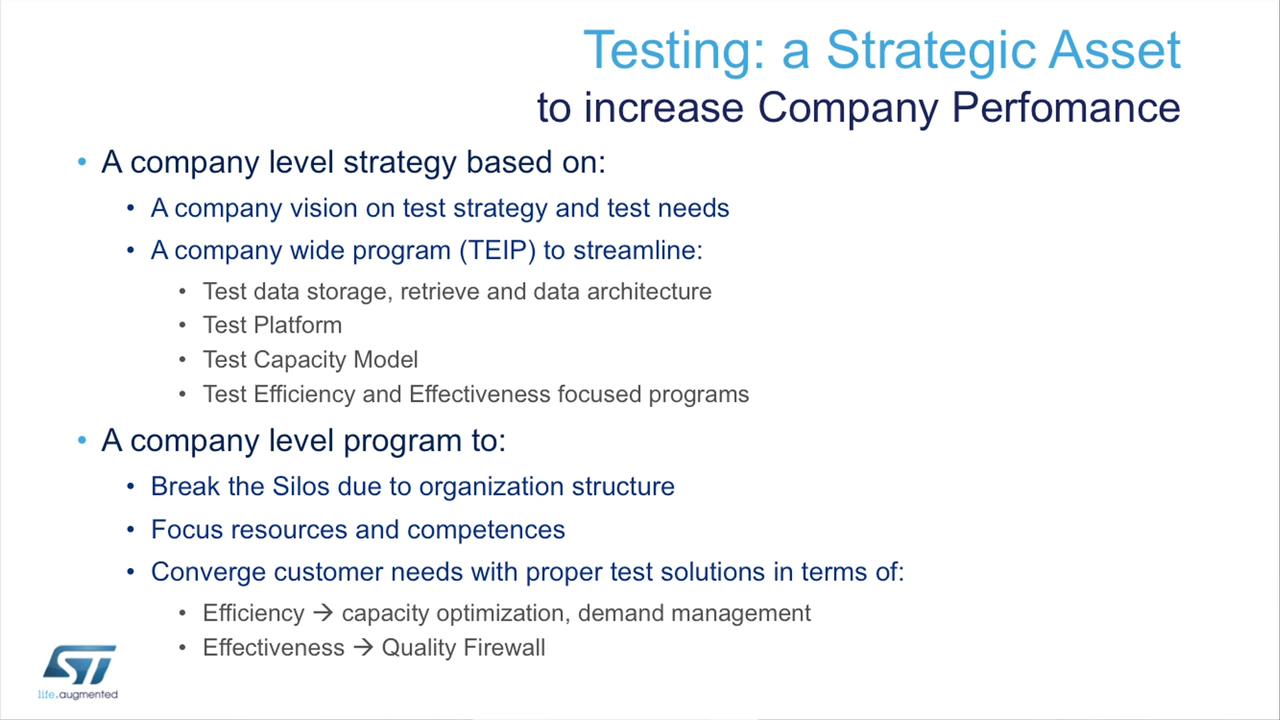 Testing: a Strategic Asset
to increase Company Perfomance
• A company level strategy based on:
• A company vision on test strategy and test needs
• A company wide program (TEIP) to streamline:
• Test data storage, retrieve and data architecture
• Test Platform
• Test Capacity Model
• Test Efficiency and Effectiveness focused programs
• A company level program to:
• Break the Silos due to organization structure
• Focus resources and competences
• Converge customer needs with proper test solutions in terms of:
• Efficiency → capacity optimization, demand management
• Effectiveness → Quality Firewall
ST
life.augmented